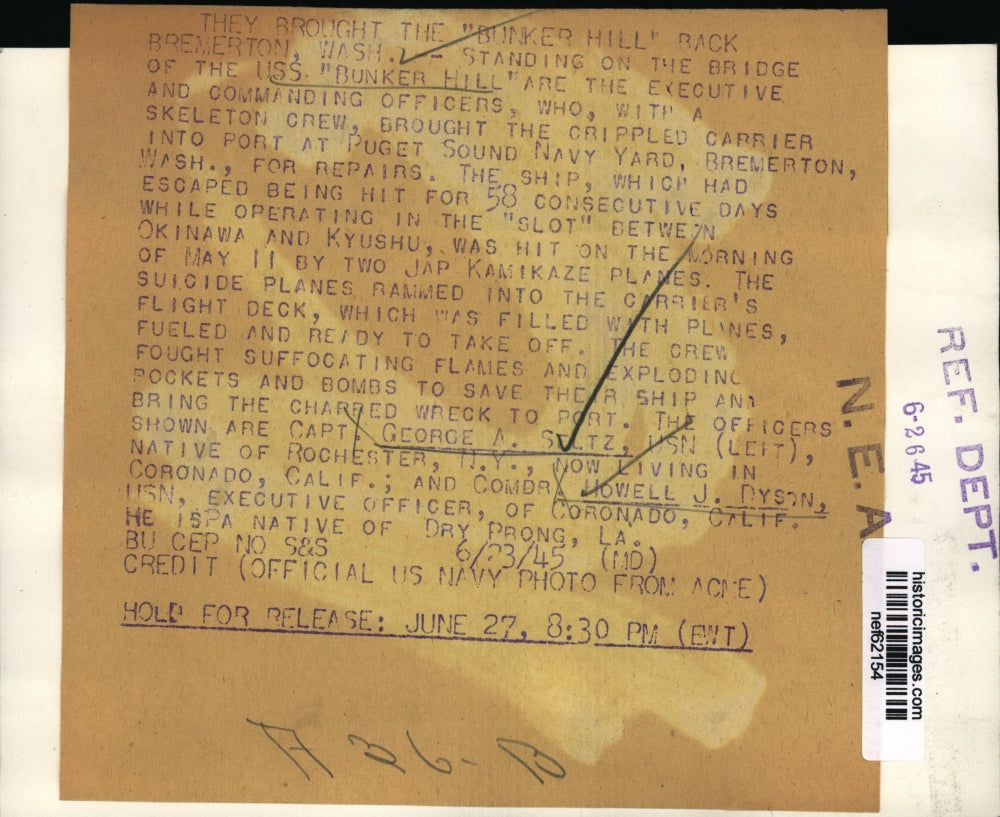 THEY BROUGHT THE "BUNKER HILL" BACK
BREMERTON, WASH. -- STANDING ON THE BRIDGE
OF THE USS "BUNKER HILL" ARE THE EXECUTIVE
AND COMMANDING OFFICERS, WHO, WITH A
SKELETON CREW, BROUGHT THE CRIPPLED CARRIER
INTO PORT AT PUGET SOUND NAVY YARD, BREMERTON,
WASH., FOR REPAIRS. THE SHIP, WHICH HAD
ESCAPED BEING HIT FOR 58 CONSECUTIVE DAYS
WHILE OPERATING IN THE "SLOT" BETWEEN
OKINAWA AND KYUSHU, WAS HIT ON THE MORNING
OF MAY 11 BY TWO JAP KAMIKAZE PLANES. THE
SUICIDE PLANES RAMMED INTO THE CARRIER'S
FLIGHT DECK, WHICH WAS FILLED WITH PLANES,
FUELED AND READY TO TAKE OFF. THE CREW
FOUGHT SUFFOCATING FLAMES AND EXPLODING
ROCKETS AND BOMBS TO SAVE THEIR SHIP AND
BRING THE CHARRED WRECK TO PORT. THE OFFICERS
SHOWN ARE CAPT. GEORGE A. SEITZ, USN (LEFT),
NATIVE OF ROCHESTER, N.Y., NOW LIVING IN
CORONADO, CALIF.; AND COMDR. HOWELL J. DYSON,
USN, EXECUTIVE OFFICER, OF CORONADO, CALIF.
HE IS A NATIVE OF DRY PRONG, LA.
BU CEP NO S&S 6/23/45 (MD)
CREDIT (OFFICIAL US NAVY PHOTO FROM ACME)
HOLD FOR RELEASE: JUNE 27, 8:30 PM (EWT)
A 36-B
N.E.A
REF. DEPT.
6-26 45
historicimages.com
nef62154